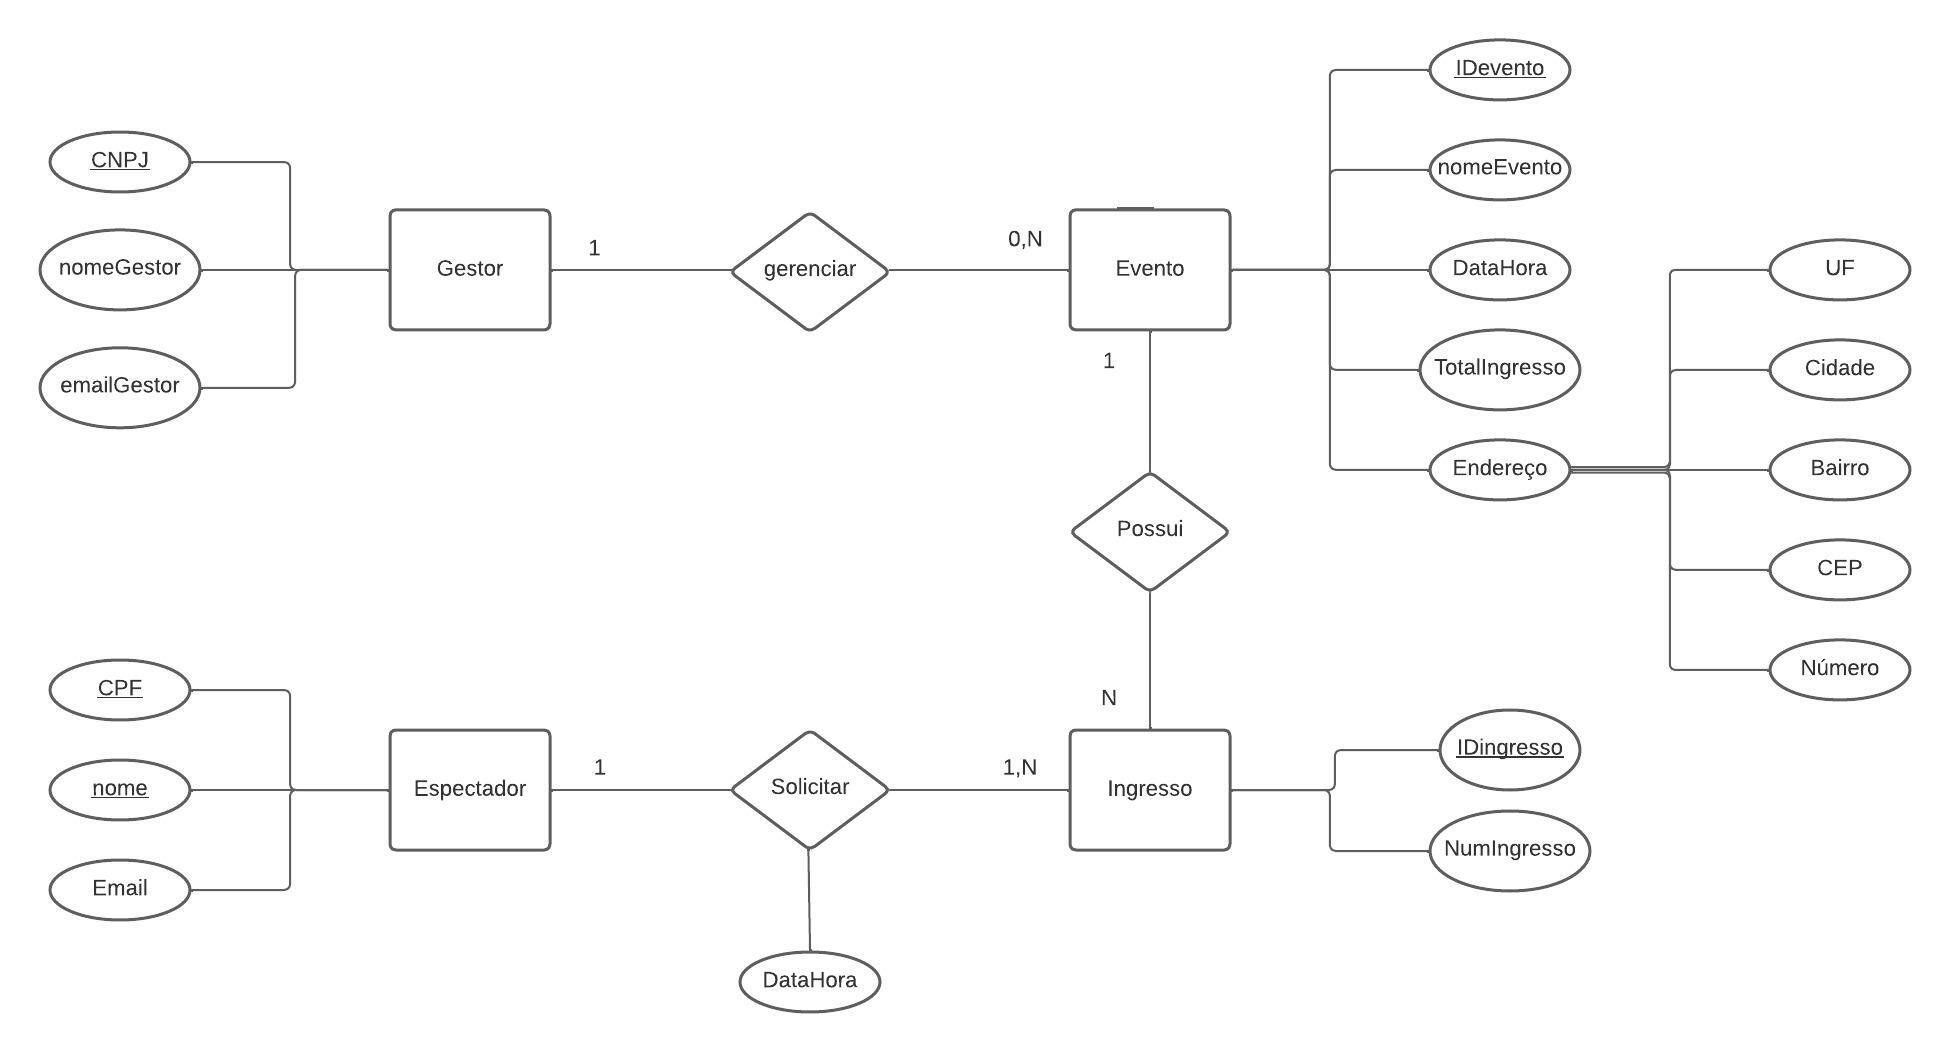 IDevento
CNPJ
nomeEvento
nomeGestor
Gestor
1
gerenciar
0,N
Evento
DataHora
UF
emailGestor
1
TotalIngresso
Cidade
Endereço
Bairro
Possui
CEP
CPF
N
Número
nome
Espectador
1
Solicitar
1,N
Ingresso
IDingresso
Email
NumIngresso
DataHora